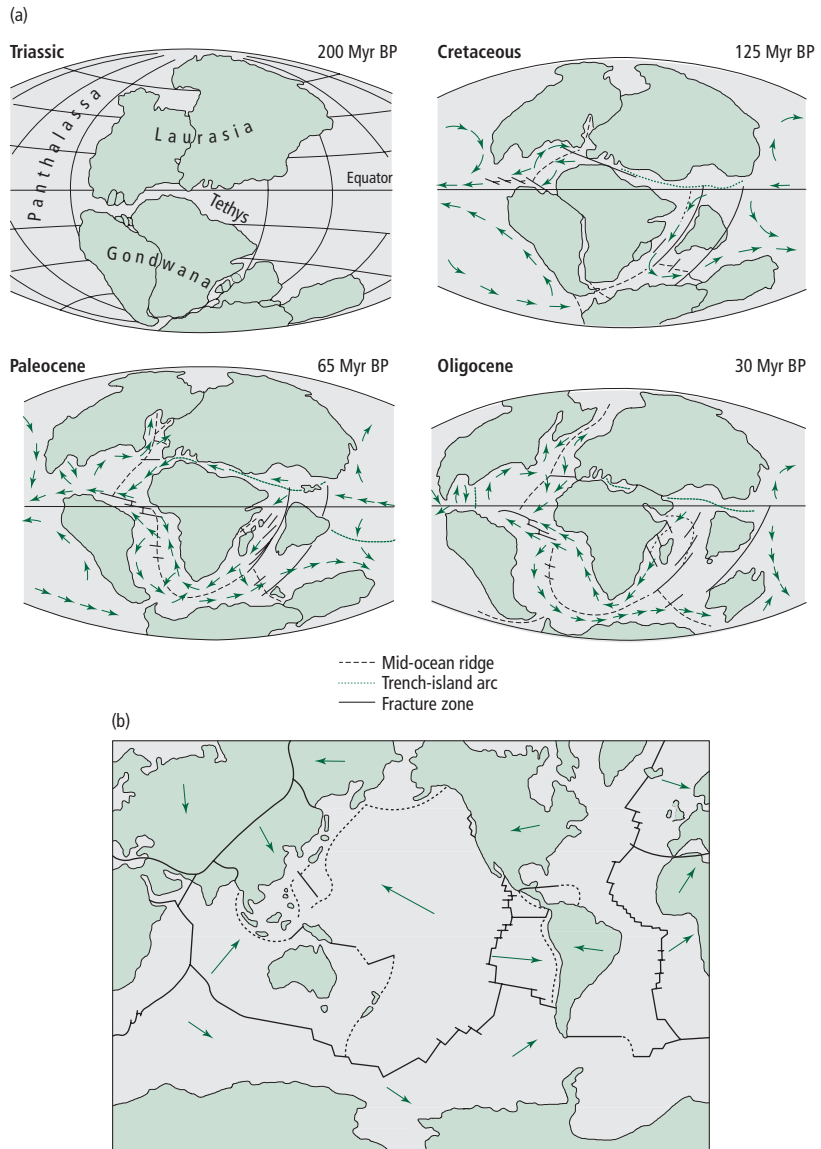 (a)
Triassic 200 Myr BP
Panthalassa
Laurasia
Equator
Tethys
Gondwana
Cretaceous 125 Myr BP
Paleocene 65 Myr BP
Oligocene 30 Myr BP
Mid-ocean ridge
Trench-island arc
Fracture zone
(b)